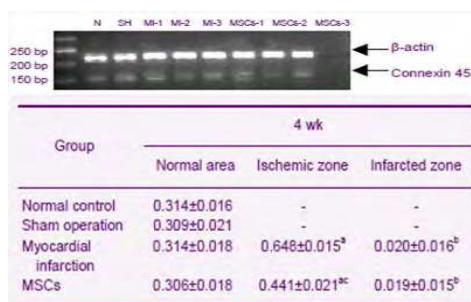 N SH MI-1 MI-2 MI-3 MSCs-1 MSCs-2 MSCs-3
250 bp
200 bp
150 bp
β-actin
Connexin 45
Group 4 wk
Normal area Ischemic zone Infarcted zone
Normal control 0.314±0.016 - -
Sham operation 0.309±0.021 - -
Myocardial 0.314±0.018 0.648±0.015ᵃ 0.020±0.016ᵇ
infarction
MSCs 0.306±0.018 0.441±0.021ᵃᶜ 0.019±0.015ᵇ